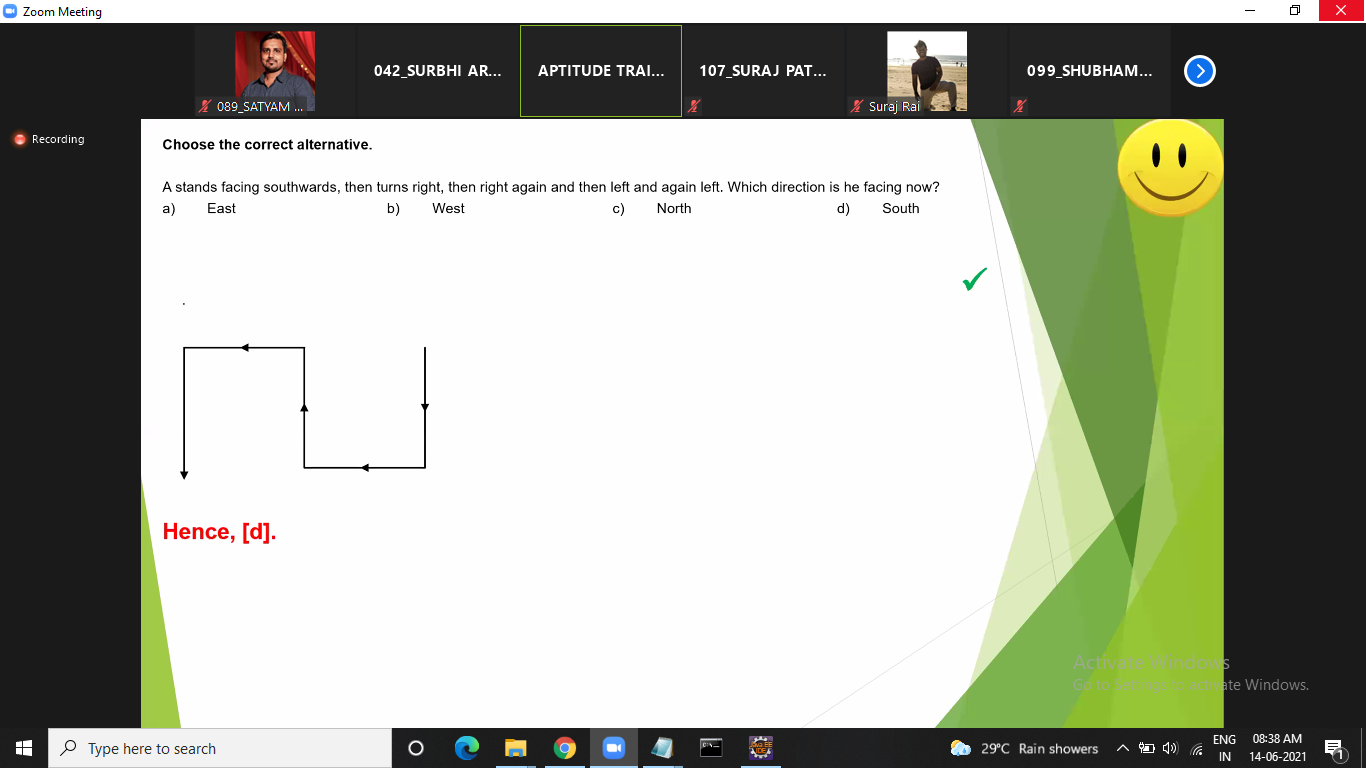 Zoom Meeting
089_SATYAM ...
042_SURBHI AR...
APTITUDE TRAI...
107_SURAJ PAT...
Suraj Rai
099_SHUBHAM...
Recording
Choose the correct alternative.
A stands facing southwards, then turns right, then right again and then left and again left. Which direction is he facing now?
a) East b) West c) North d) South
Hence, [d].
Activate Windows
Go to Settings to activate Windows.
Type here to search
29°C Rain showers
ENG
IN
08:38 AM
14-06-2021
1